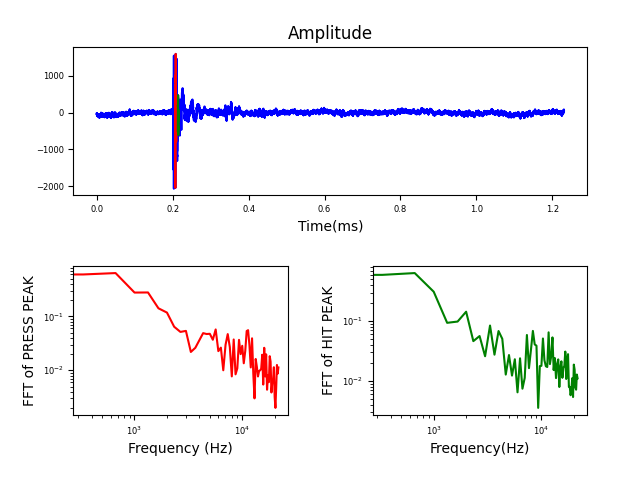 Amplitude
1000
0
−1000
−2000
0.0 0.2 0.4 0.6 0.8 1.0 1.2
Time(ms)
FFT of PRESS PEAK
10⁻¹
10⁻²
10³ 10⁴
Frequency (Hz)
FFT of HIT PEAK
10⁻¹
10⁻²
10³ 10⁴
Frequency(Hz)